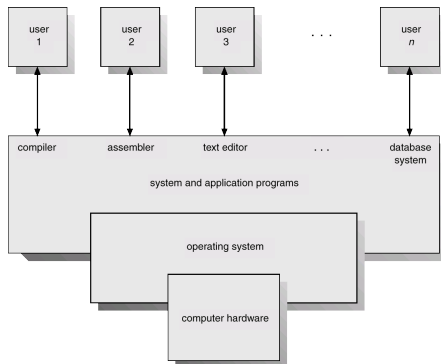 user
1
user
2
user
3
. . .
user
n
compiler
assembler
text editor
. . .
database
system
system and application programs
operating system
computer hardware